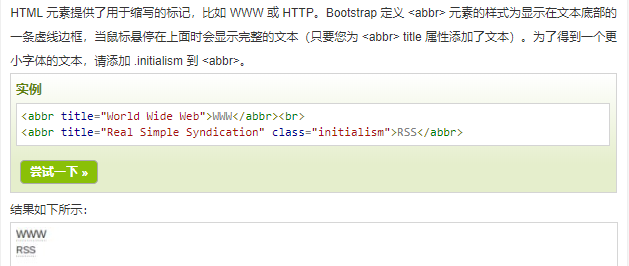 HTML 元素提供了用于缩写的标记，比如 WWW 或 HTTP。Bootstrap 定义 <abbr> 元素的样式为显示在文本底部的
一条虚线边框，当鼠标悬停在上面时会显示完整的文本（只要您为 <abbr> title 属性添加了文本）。为了得到一个更
小字体的文本，请添加 .initialism 到 <abbr>。
实例
<abbr title="World Wide Web">WWW</abbr><br>
<abbr title="Real Simple Syndication" class="initialism">RSS</abbr>
尝试一下 »
结果如下所示：
WWW
RSS